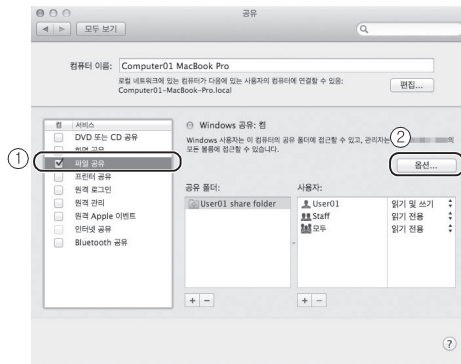 공유
모두 보기
컴퓨터 이름: Computer01 MacBook Pro
로컬 네트워크에 있는 컴퓨터가 다음에 있는 사용자의 컴퓨터에 연결할 수 있음:
Computer01-MacBook-Pro.local
편집...
켬 서비스
DVD 또는 CD 공유
화면 공유
파일 공유
프린터 공유
원격 로그인
원격 관리
원격 Apple 이벤트
인터넷 공유
Bluetooth 공유
1
Windows 공유: 켬
Windows 사용자는 이 컴퓨터의 공유 폴더에 접근할 수 있고, 관리자는 의
모든 볼륨에 접근할 수 있습니다.
2
옵션...
공유 폴더:
User01 share folder
사용자:
User01 읽기 및 쓰기
Staff 읽기 전용
모두 읽기 전용
+ −
+ −
?